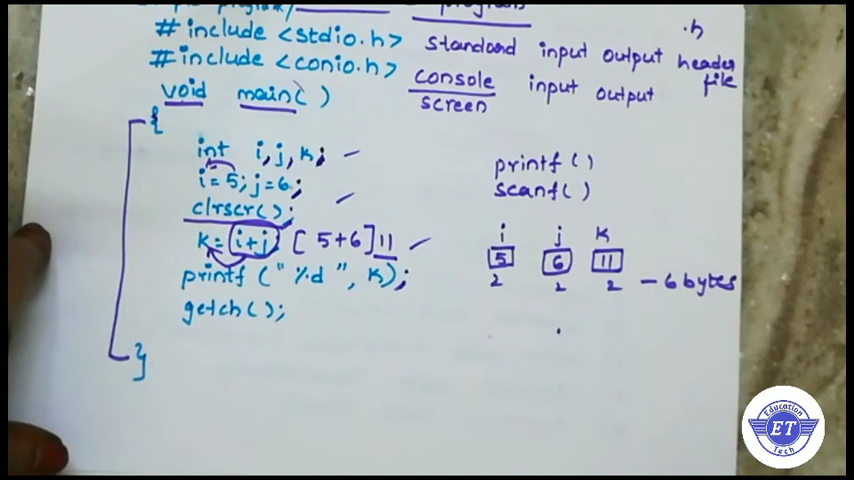 program
.h
# include <stdio.h> standard input output header file
# include <conio.h> console input output
screen
void main( )
{
int i, j, k;
i=5; j=6;
clrscr( );
k= i+j; [ 5+6 ] 11
printf (" %d ", k);
getch ( );
}
printf ( )
scanf ( )
i j k
5 6 11
2 2 2 – 6 bytes
Education
ET
Tech